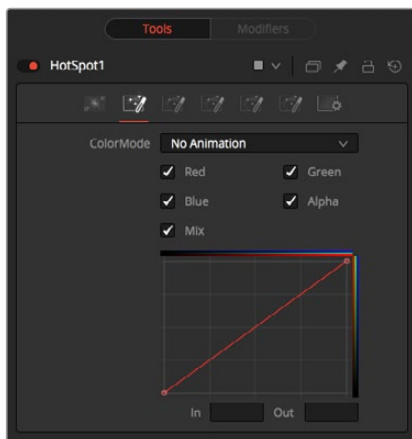 Tools Modifiers
HotSpot1
ColorMode No Animation
Red Green
Blue Alpha
Mix
In Out